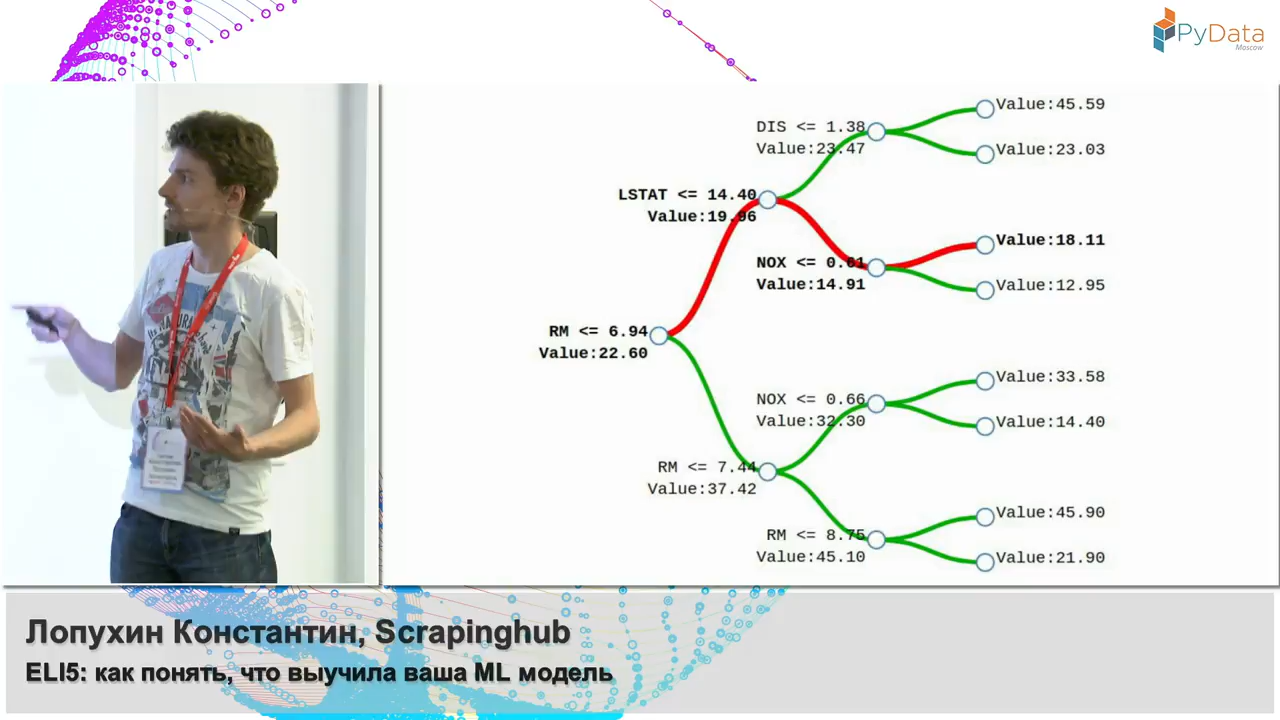 PyData
Moscow
DIS <= 1.38
Value:23.47
Value:45.59
Value:23.03
LSTAT <= 14.40
Value:19.96
NOX <= 0.61
Value:14.91
Value:18.11
Value:12.95
RM <= 6.94
Value:22.60
NOX <= 0.66
Value:32.30
Value:33.58
Value:14.40
RM <= 7.44
Value:37.42
RM <= 8.75
Value:45.10
Value:45.90
Value:21.90
Лопухин Константин, Scrapinghub
ELI5: как понять, что выучила ваша ML модель